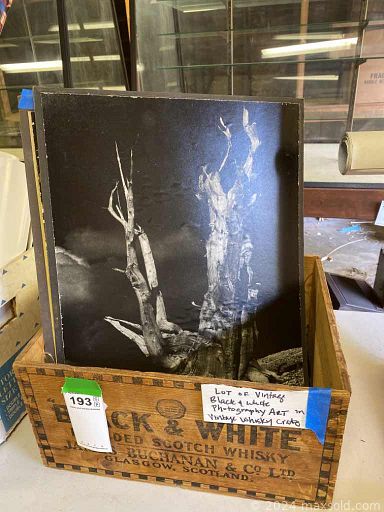 FRAG
193
LOT OF Vintage
Black & white
Photography ART in
Vintage Whisky Crate
BLACK & WHITE
BLENDED SCOTCH WHISKY
JAMES BUCHANAN & CO LTD
GLASGOW, SCOTLAND.
© 2024 maxsold.com